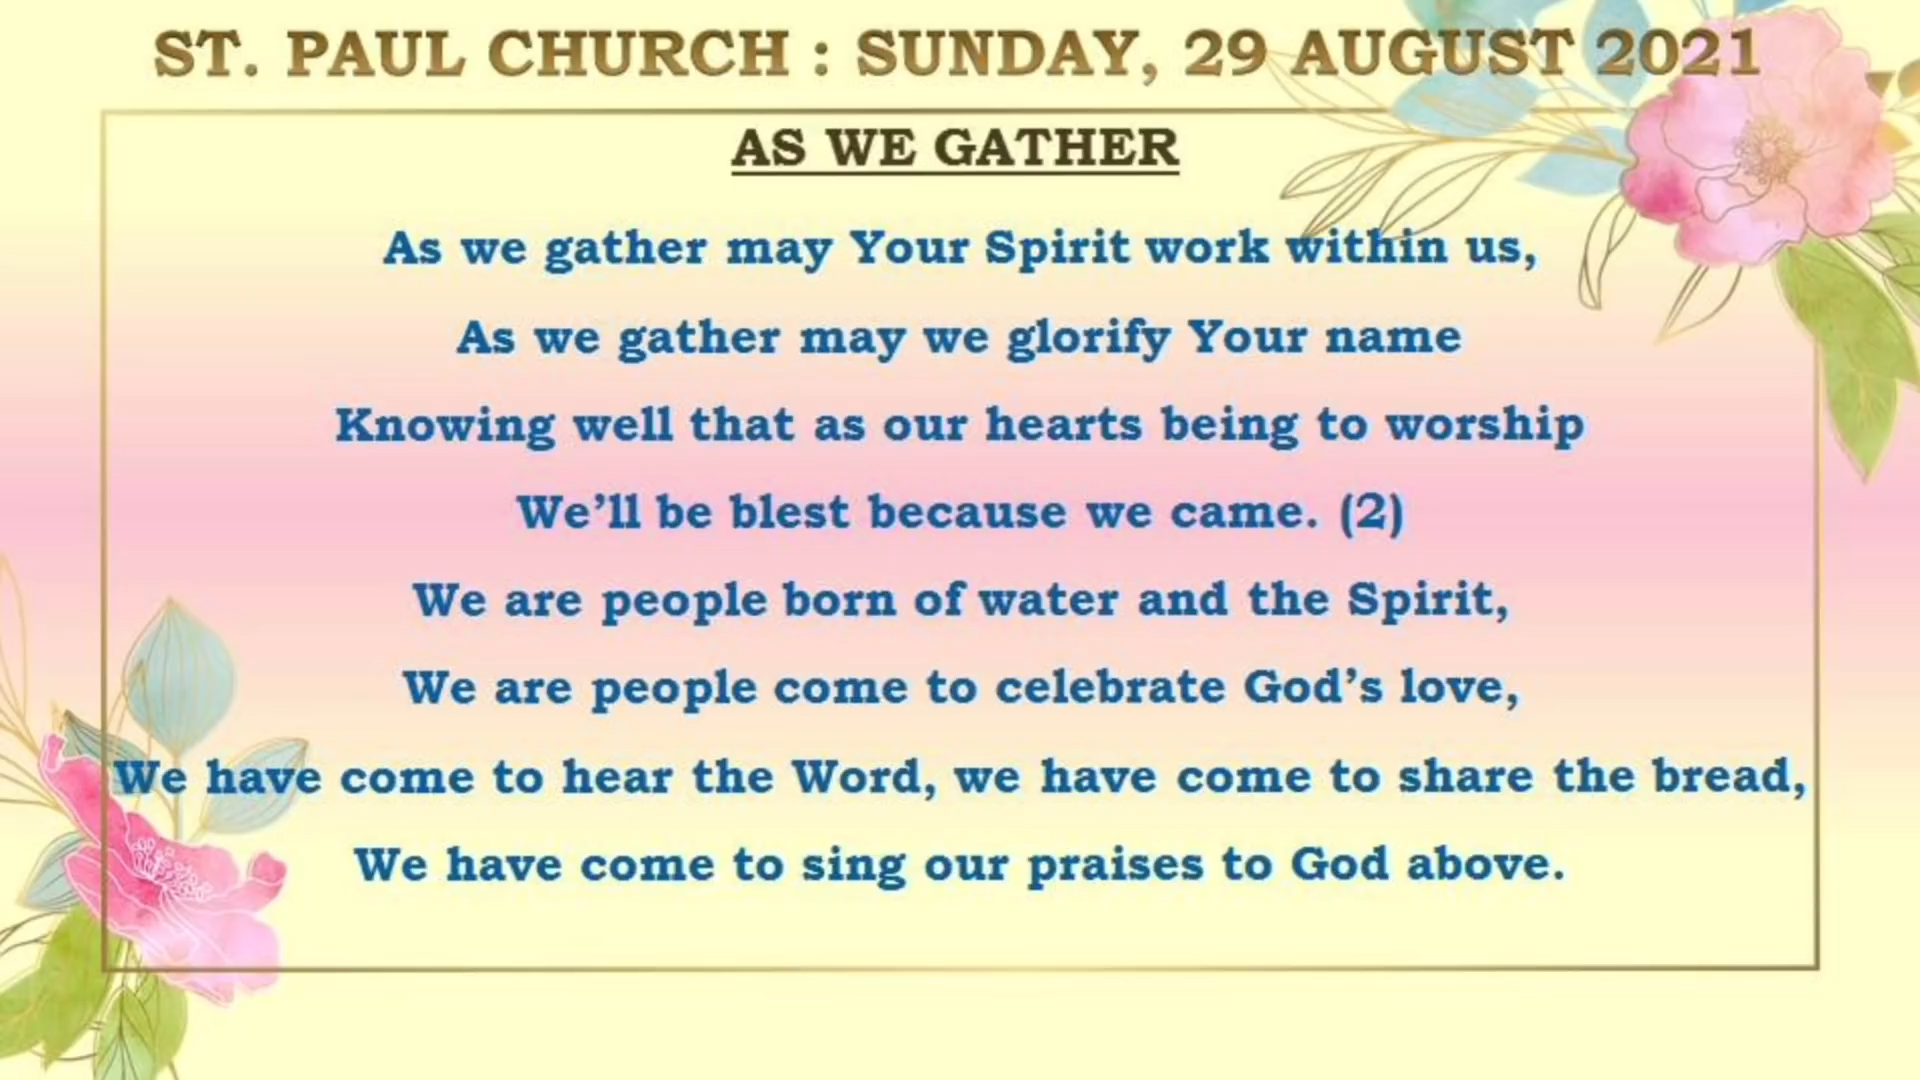 ST. PAUL CHURCH : SUNDAY, 29 AUGUST 2021
AS WE GATHER
As we gather may Your Spirit work within us,
As we gather may we glorify Your name
Knowing well that as our hearts being to worship
We’ll be blest because we came. (2)
We are people born of water and the Spirit,
We are people come to celebrate God’s love,
We have come to hear the Word, we have come to share the bread,
We have come to sing our praises to God above.